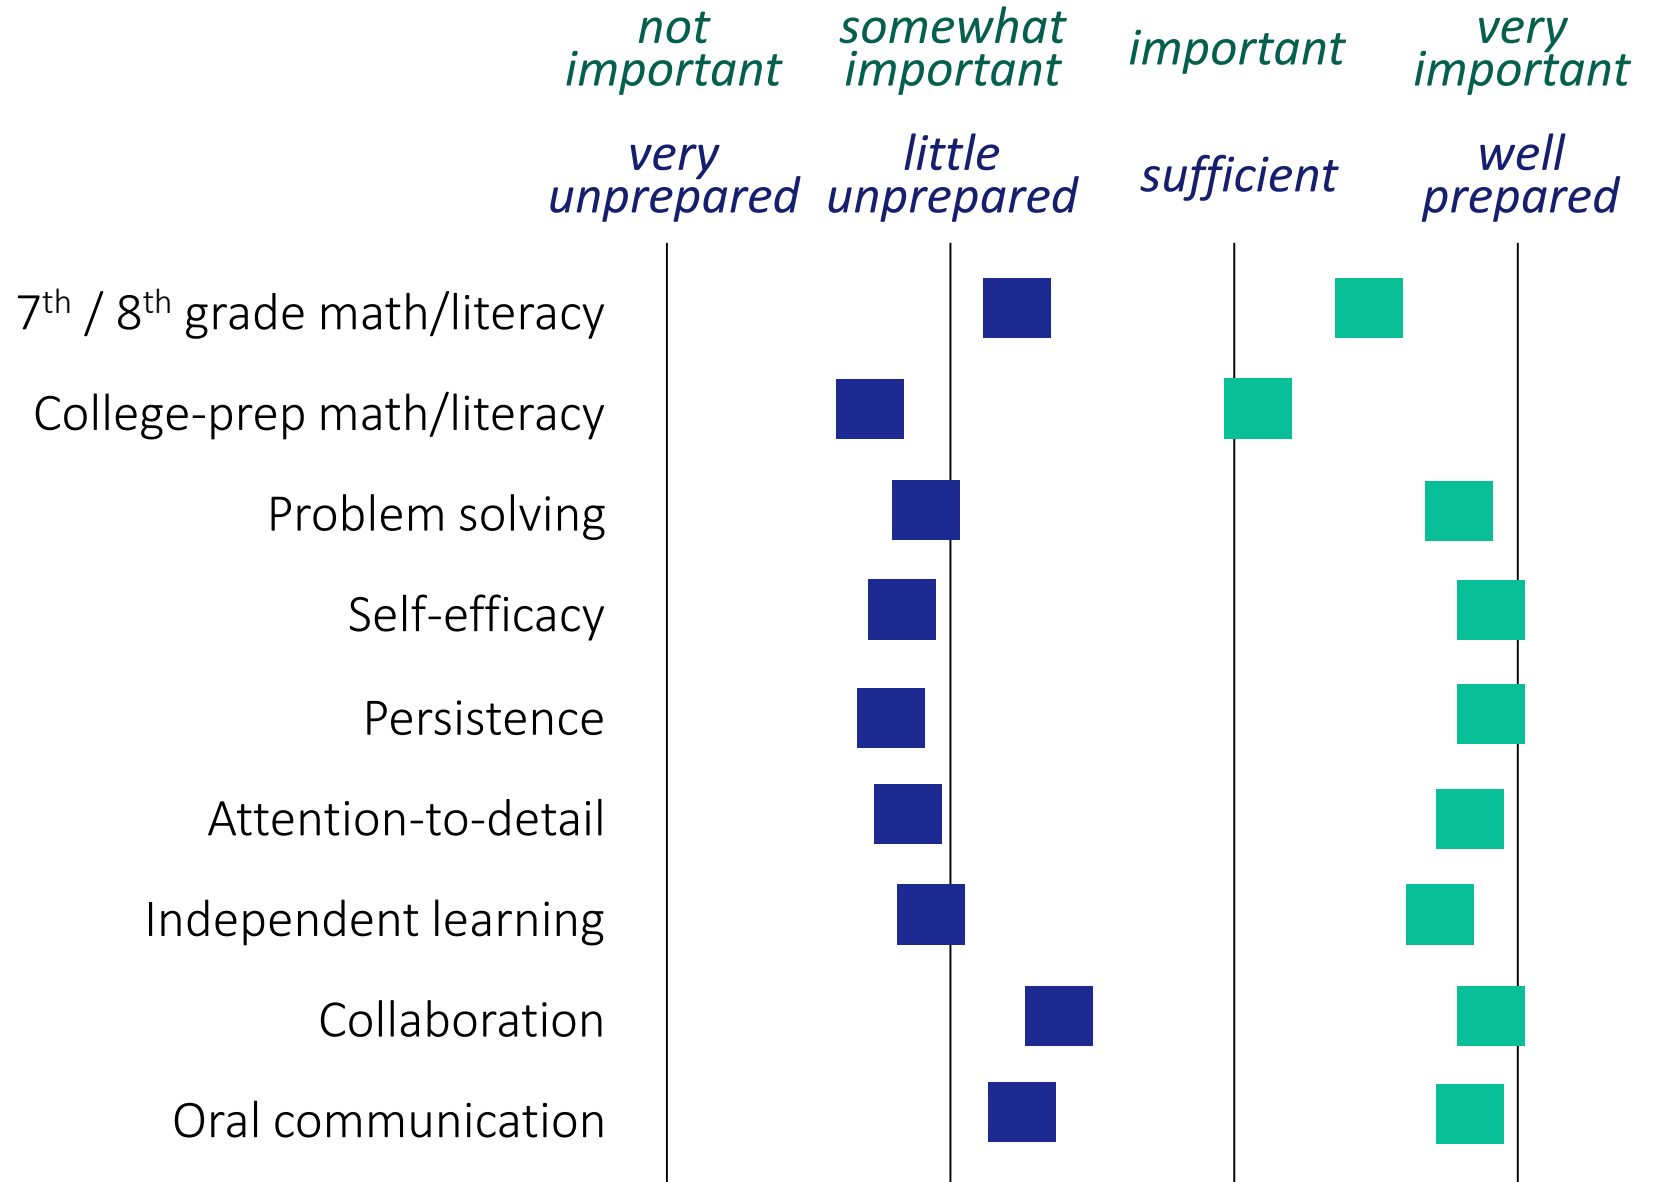 not
important
somewhat
important
important
very
important
very
unprepared
little
unprepared
sufficient
well
prepared
7th / 8th grade math/literacy
College-prep math/literacy
Problem solving
Self-efficacy
Persistence
Attention-to-detail
Independent learning
Collaboration
Oral communication